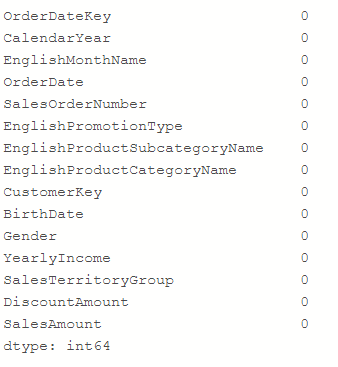 OrderDateKey 0
CalendarYear 0
EnglishMonthName 0
OrderDate 0
SalesOrderNumber 0
EnglishPromotionType 0
EnglishProductSubcategoryName 0
EnglishProductCategoryName 0
CustomerKey 0
BirthDate 0
Gender 0
YearlyIncome 0
SalesTerritoryGroup 0
DiscountAmount 0
SalesAmount 0
dtype: int64